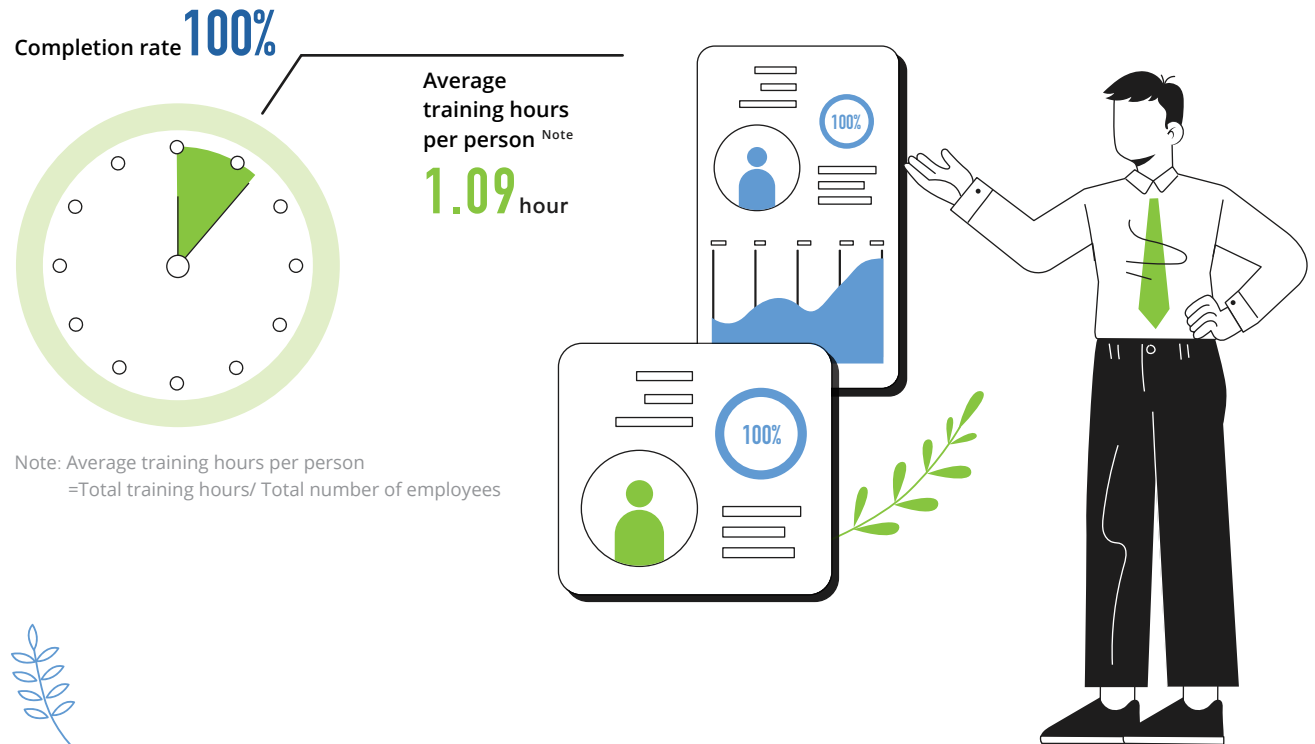 Completion rate 100%
Average
training hours
per person Note
1.09 hour
100%
100%
Note: Average training hours per person
=Total training hours/ Total number of employees